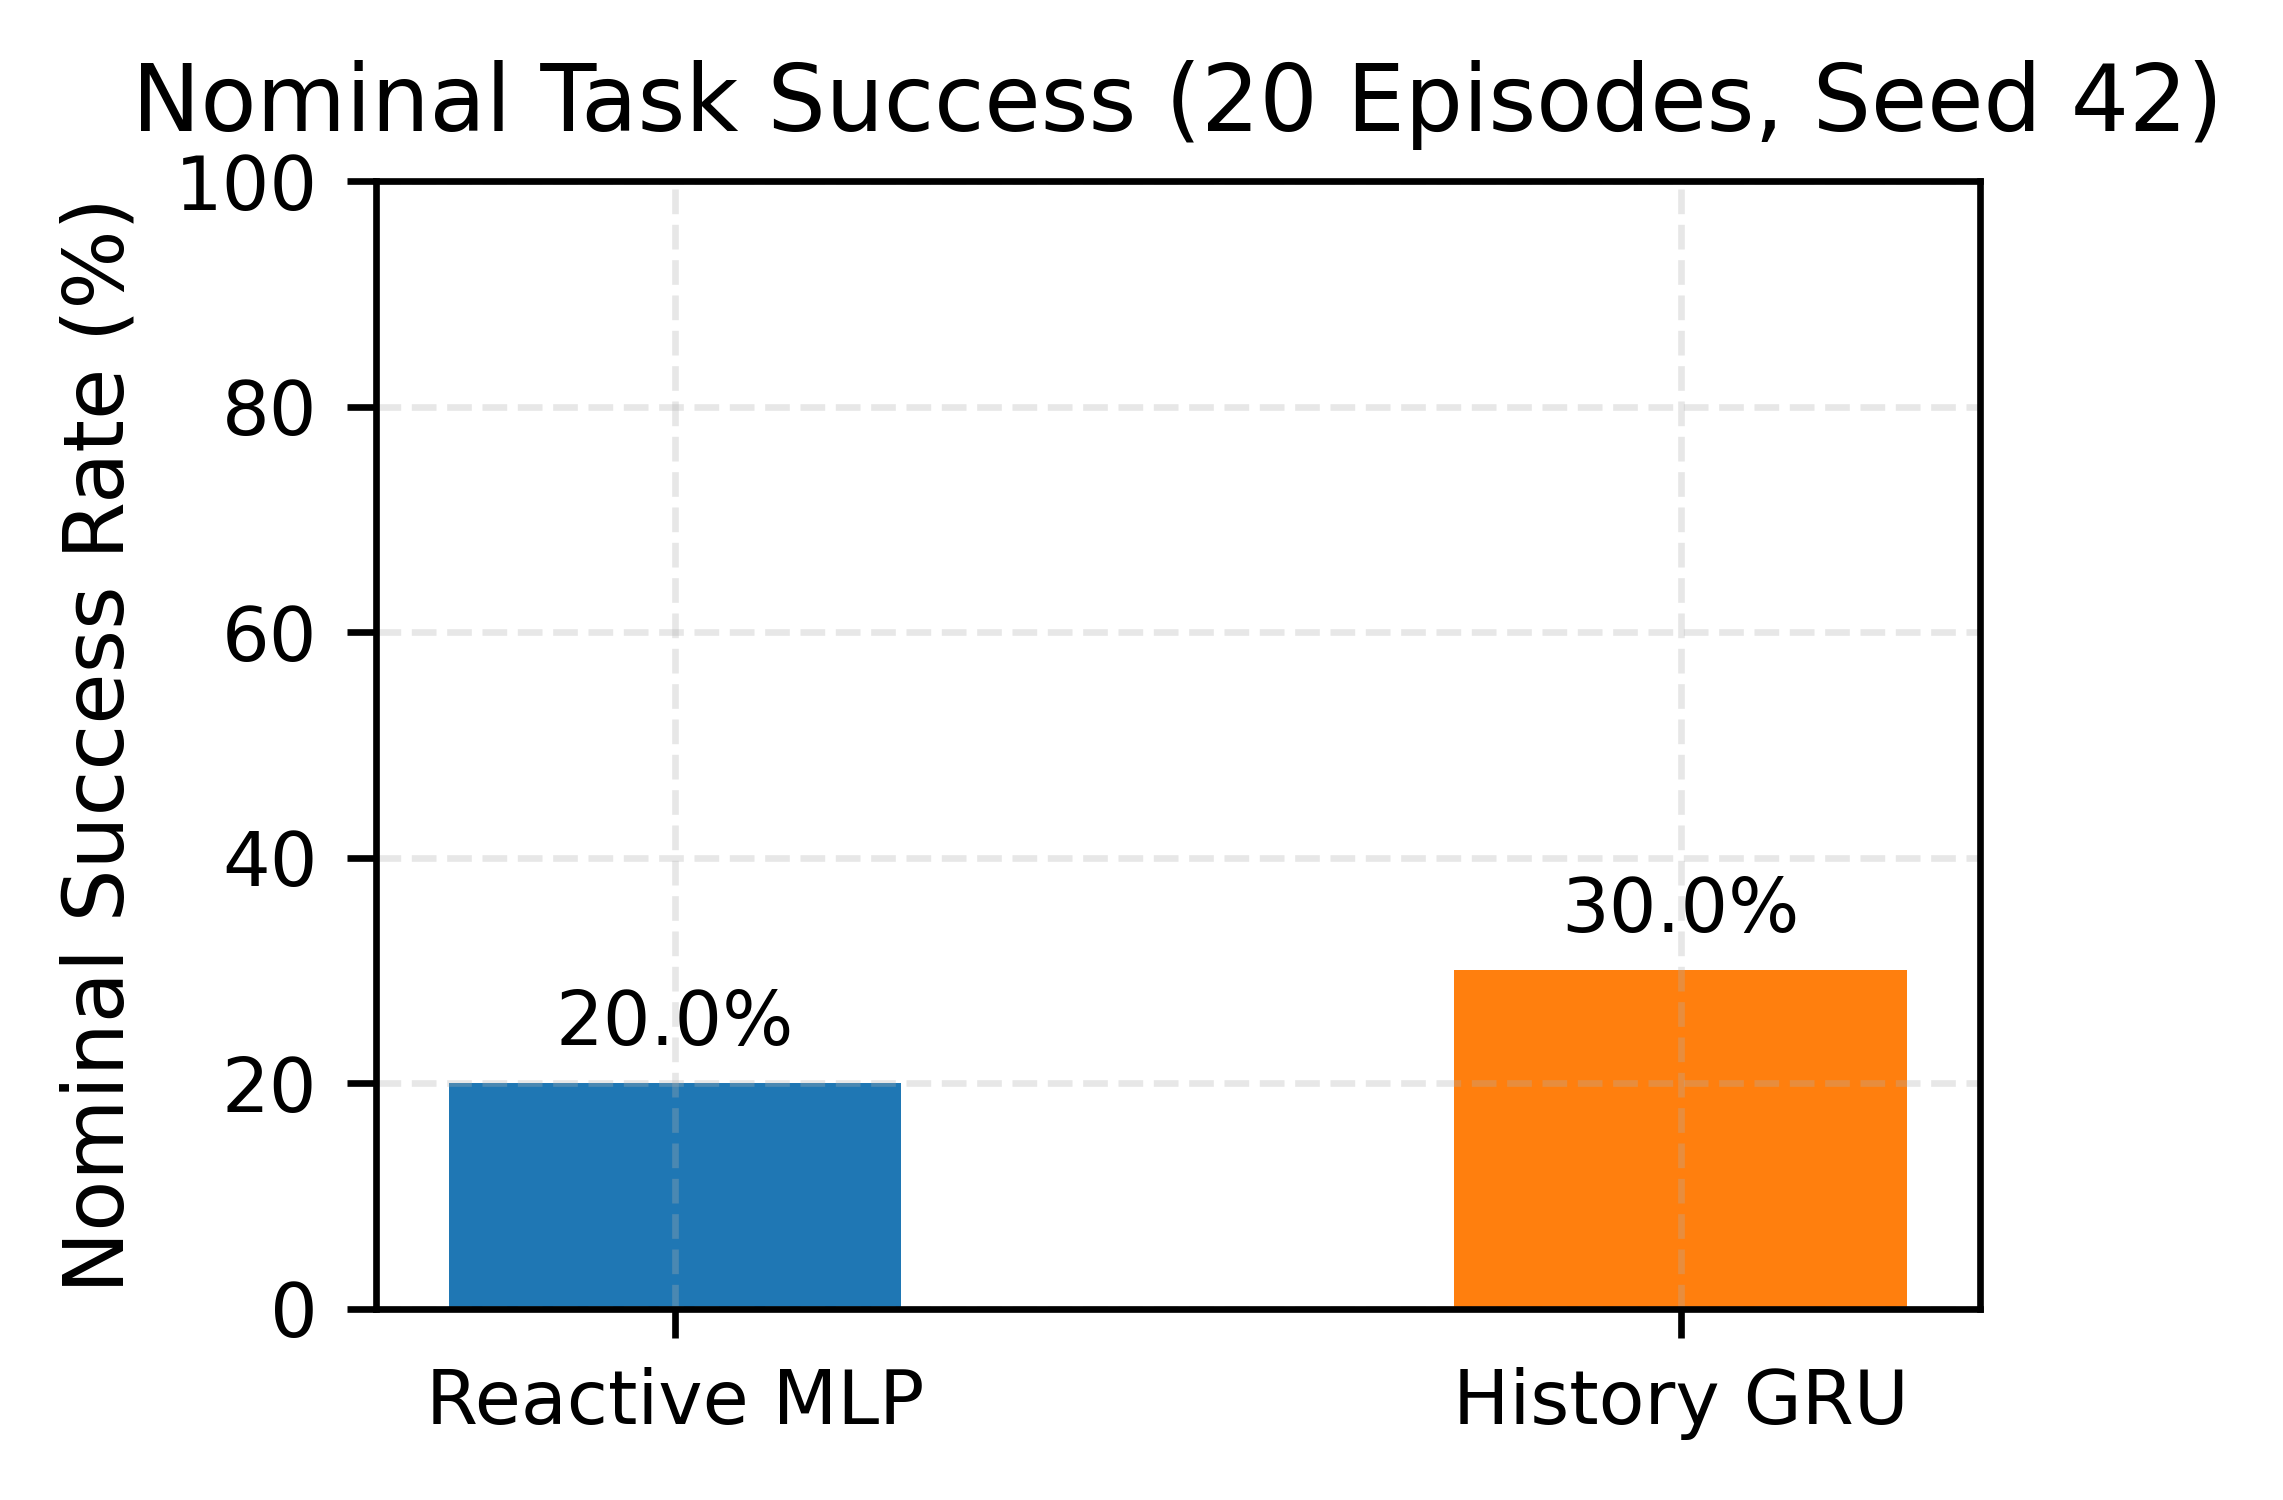 Nominal Task Success (20 Episodes, Seed 42)
Nominal Success Rate (%)
100
80
60
40
20
0
20.0%
30.0%
Reactive MLP
History GRU